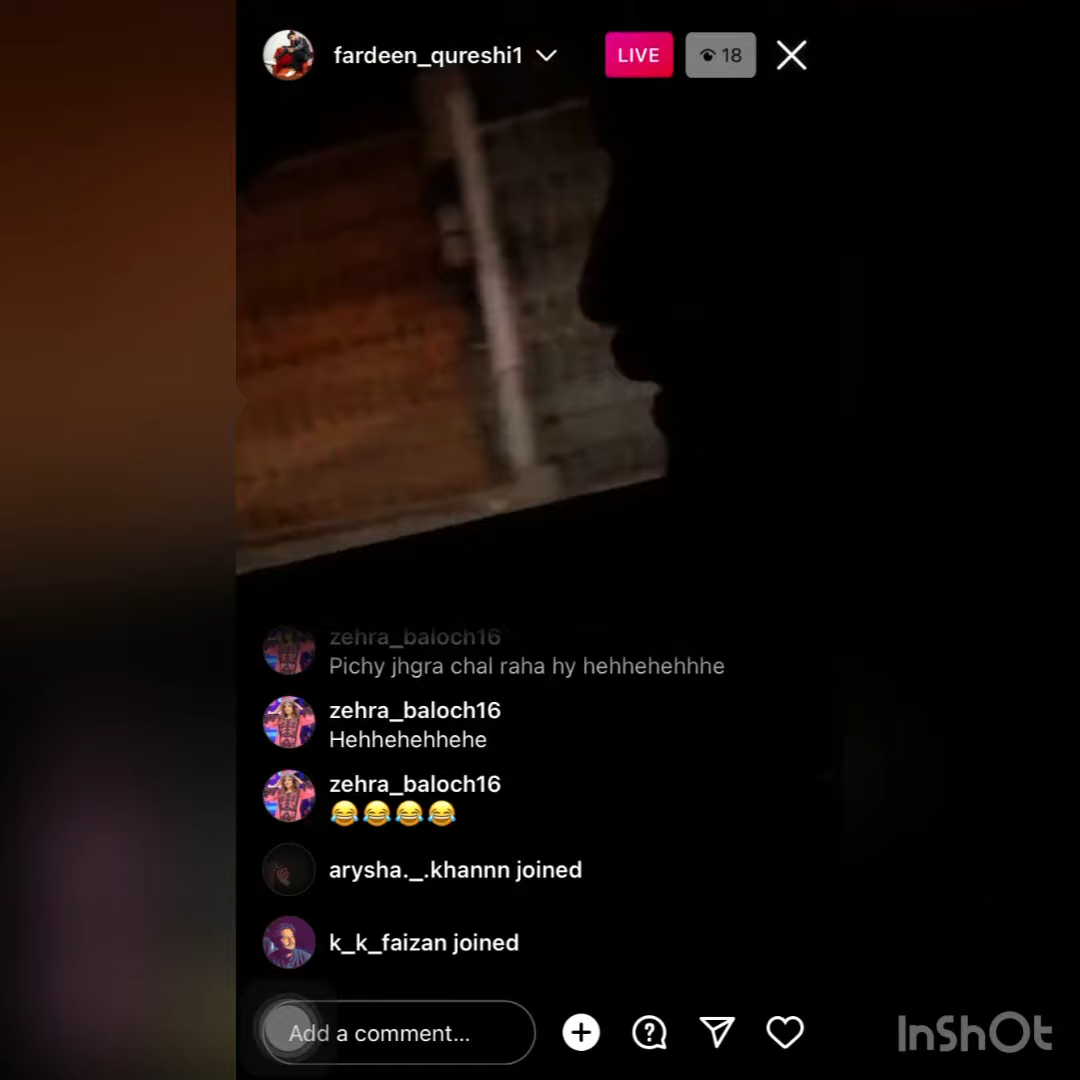 fardeen_qureshi1
LIVE
18
zehra_baloch16
Pichy jhgra chal raha hy hehhehehhhe
zehra_baloch16
Hehhehehhehe
zehra_baloch16
😂😂😂😂
arysha._.khannn joined
k_k_faizan joined
Add a comment...
InShOt